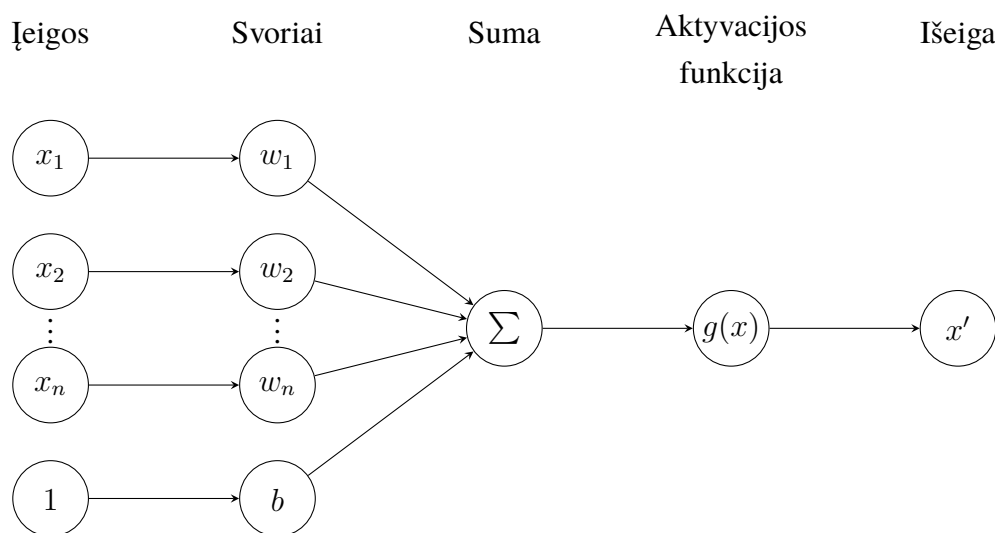 Įeigos Svoriai Suma Aktyvacijos funkcija Išeiga
x₁ w₁
x₂ w₂
⋮ ⋮
∑ g(x) x′
xₙ wₙ
1 b